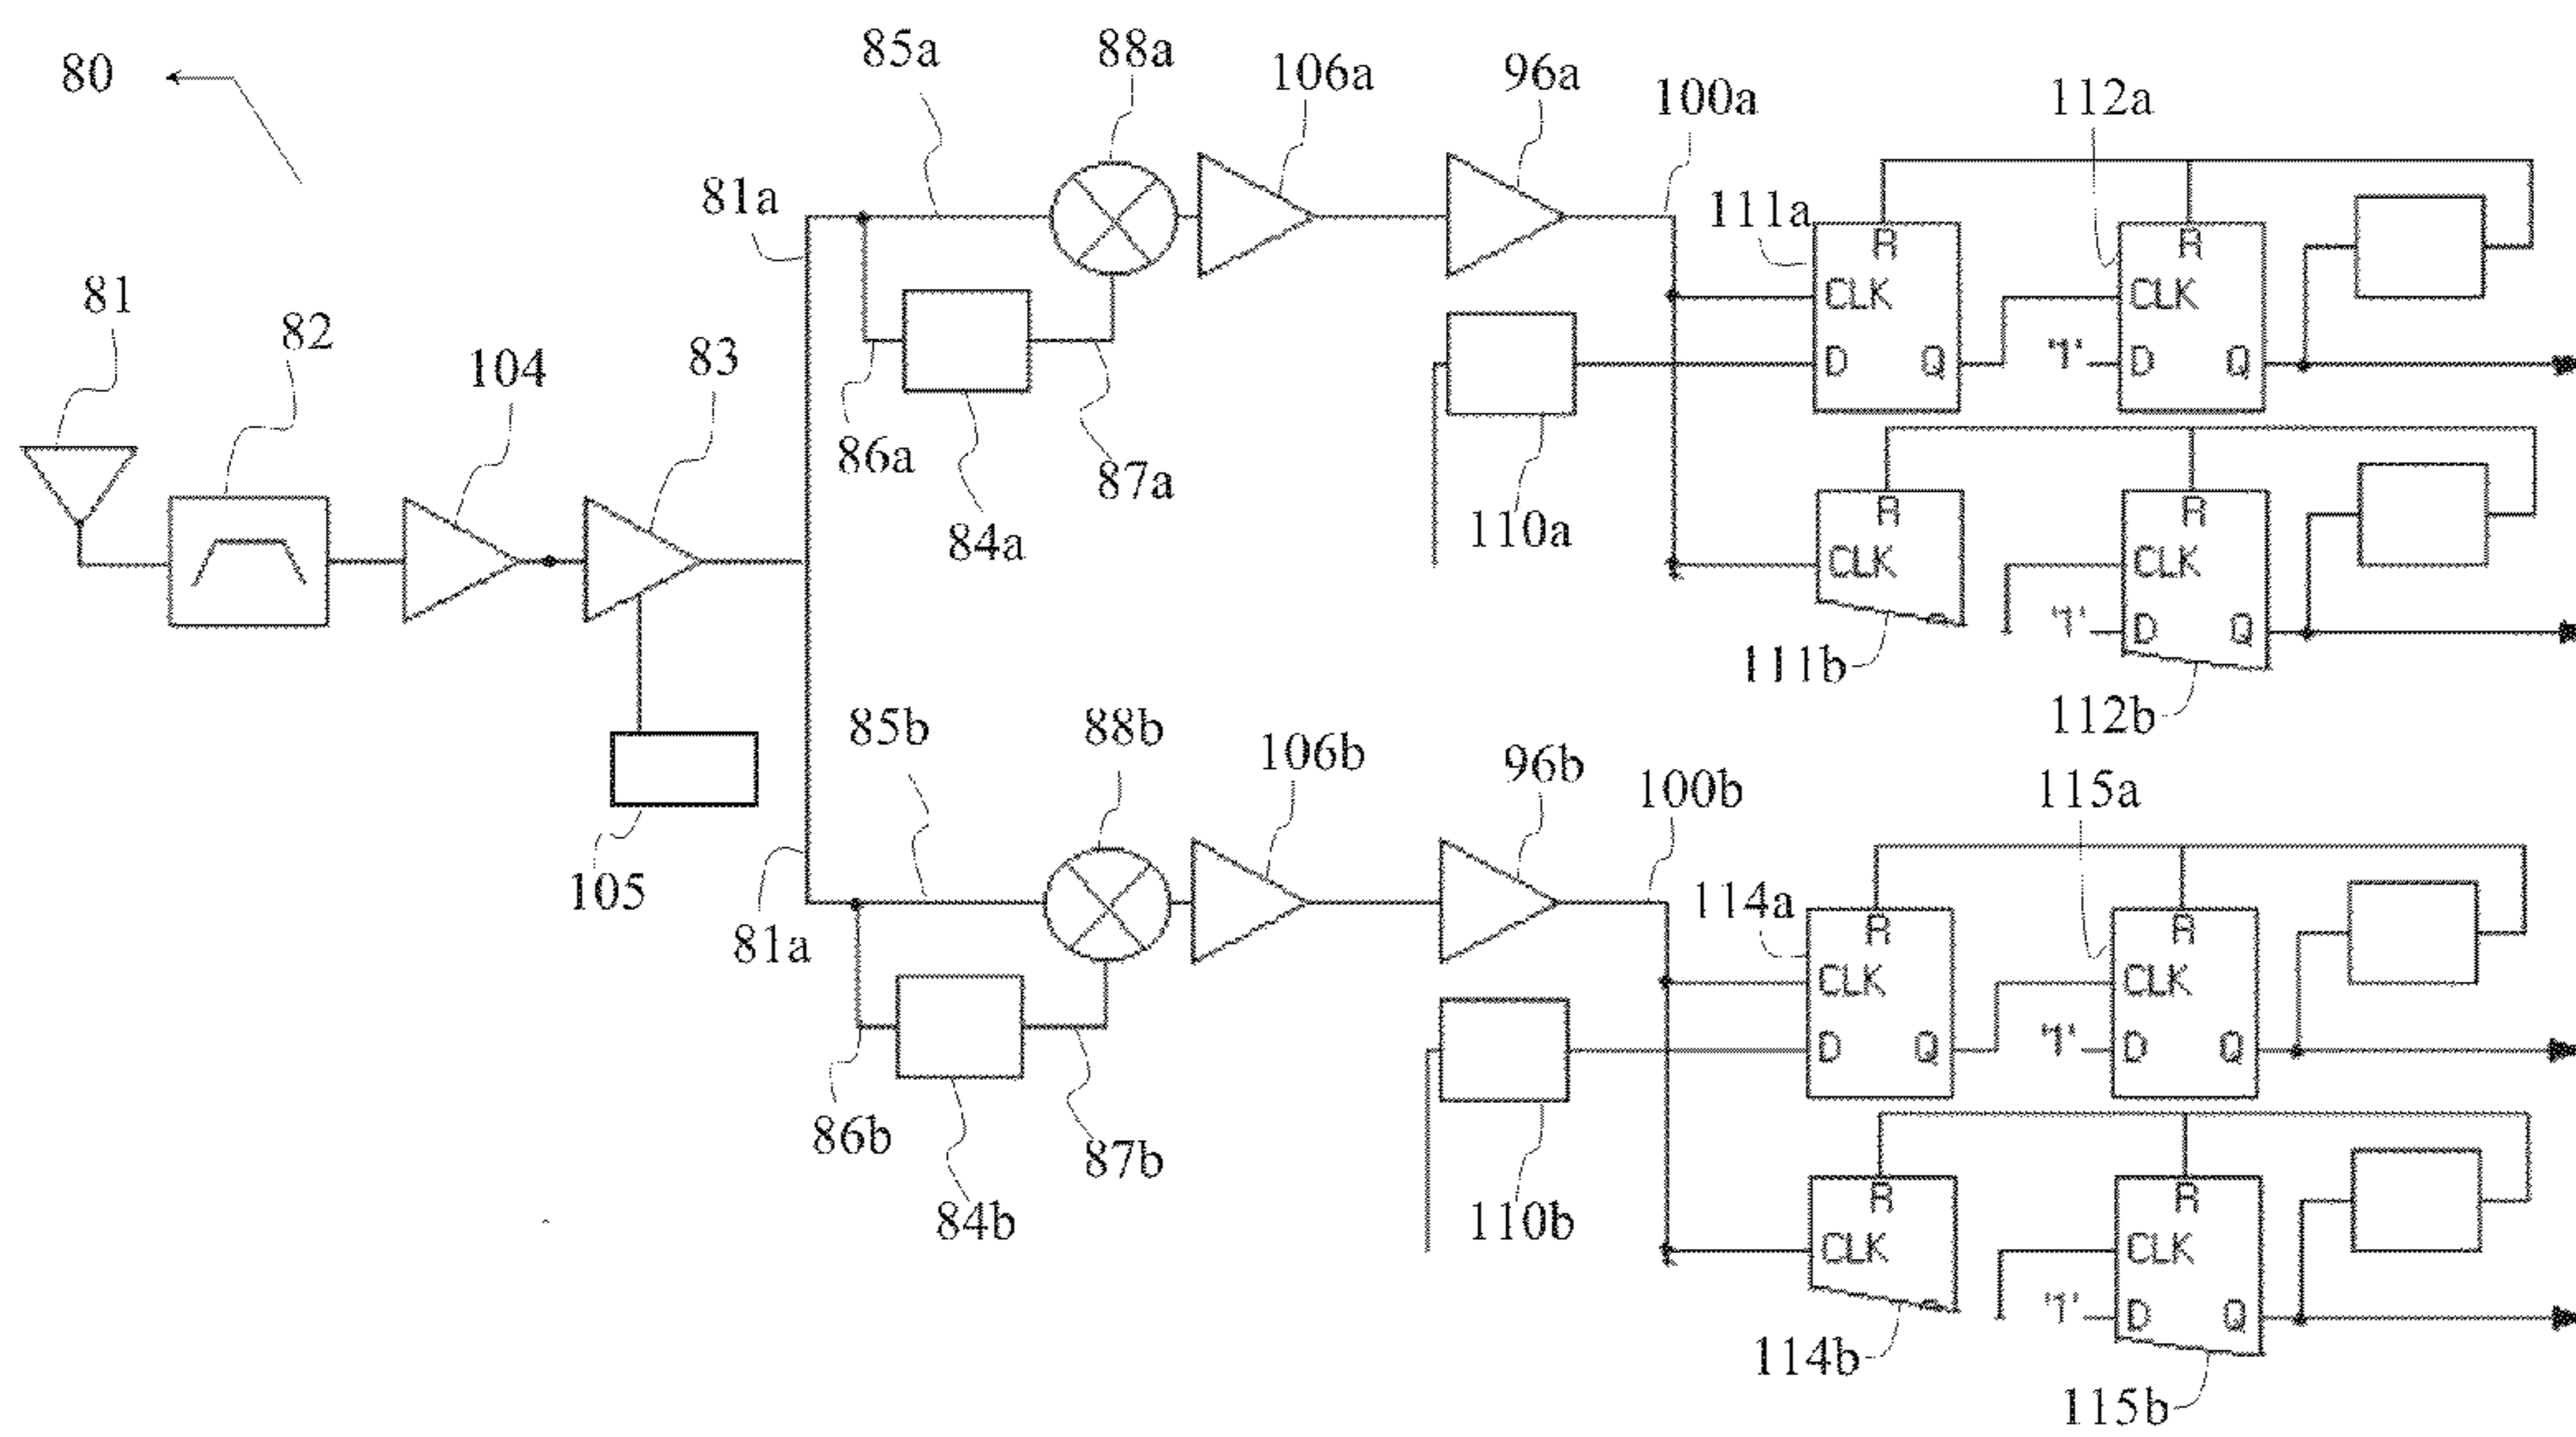 80
85a
88a
106a
96a
100a
112a
81a
111a
R
R
81
82
104
83
CLK
CLK
D
Q
'1'
D
Q
86a
87a
84a
110a
R
R
CLK
CLK
'1'
D
Q
111b
112b
85b
88b
106b
96b
100b
115a
105
81a
114a
R
R
CLK
CLK
D
Q
'1'
D
Q
86b
87b
84b
110b
R
R
CLK
CLK
'1'
D
Q
114b
115b